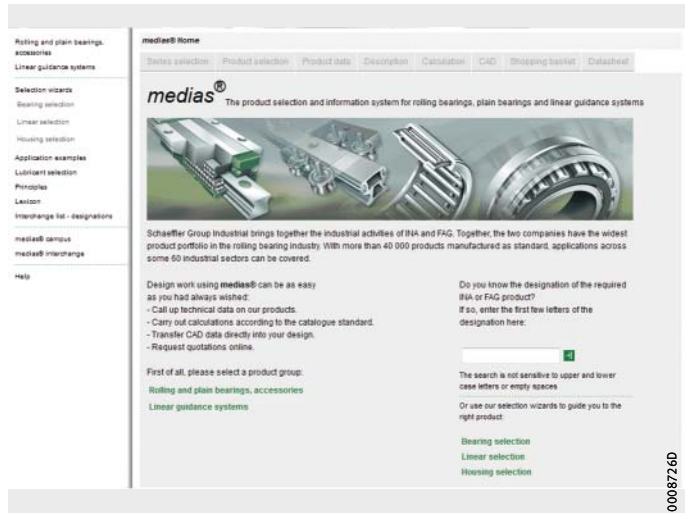 Rolling and plain bearings,
accessories
Linear guidance systems
Selection wizards
Bearing selection
Linear selection
Housing selection
Application examples
Lubricant selection
Principles
Lexicon
Interchange list - designations
medias® campus
medias® interchange
Help
medias® Home
Series selection Product selection Product data Description Calculation CAD Shopping basket Datasheet
medias® The product selection and information system for rolling bearings, plain bearings and linear guidance systems
Schaeffler Group Industrial brings together the industrial activities of INA and FAG. Together, the two companies have the widest
product portfolio in the rolling bearing industry. With more than 40 000 products manufactured as standard, applications across
some 60 industrial sectors can be covered.
Design work using medias® can be as easy
as you had always wished:
- Call up technical data on our products.
- Carry out calculations according to the catalogue standard.
- Transfer CAD data directly into your design.
- Request quotations online.
First of all, please select a product group:
Rolling and plain bearings, accessories
Linear guidance systems
Do you know the designation of the required
INA or FAG product?
If so, enter the first few letters of the
designation here:
The search is not sensitive to upper and lower
case letters or empty spaces
Or use our selection wizards to guide you to the
right product:
Bearing selection
Linear selection
Housing selection
0008726D